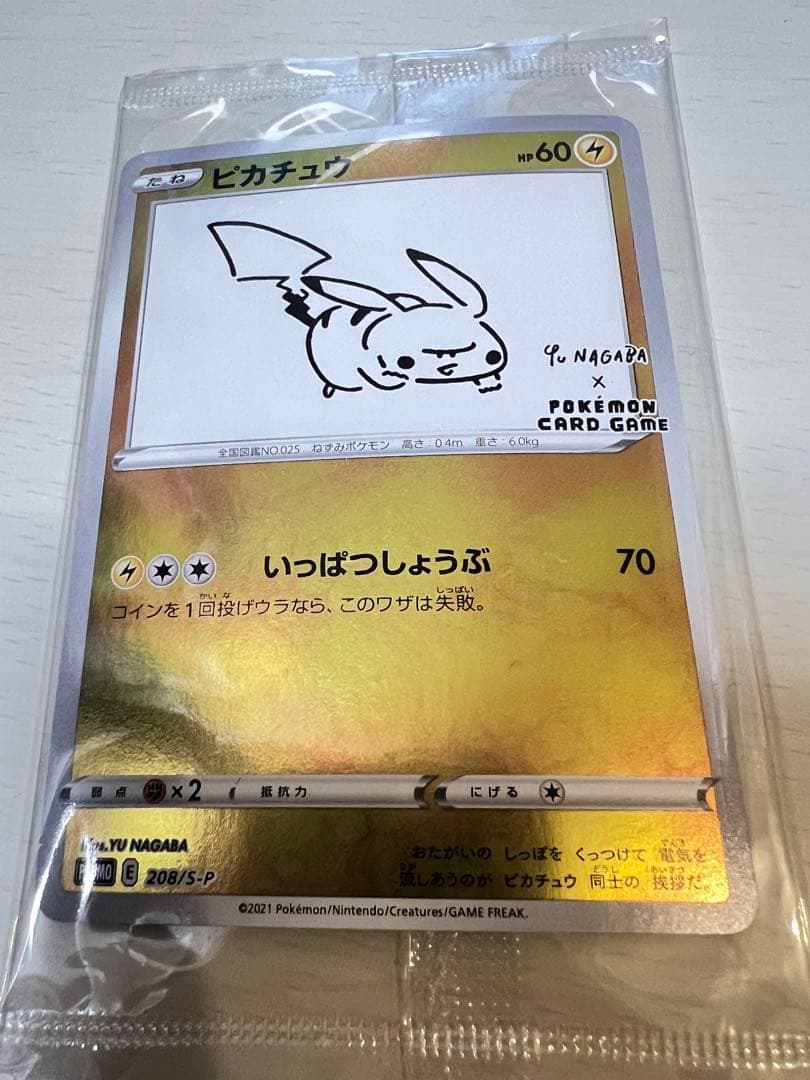 たね ピカチュウ HP60
Yu NAGABA
×
POKÉMON
CARD GAME
全国図鑑NO.025 ねずみポケモン 高さ:0.4m 重さ:6.0kg
いっぱつしょうぶ 70
コインを1回投げウラなら、このワザは失敗。
弱点 ×2 抵抗力 にげる
Illus.YU NAGABA
PROMO E 208/S-P
おたがいの しっぽを くっつけて 電気を
流しあうのが ピカチュウ 同士の 挨拶だ。
©2021 Pokémon/Nintendo/Creatures/GAME FREAK.